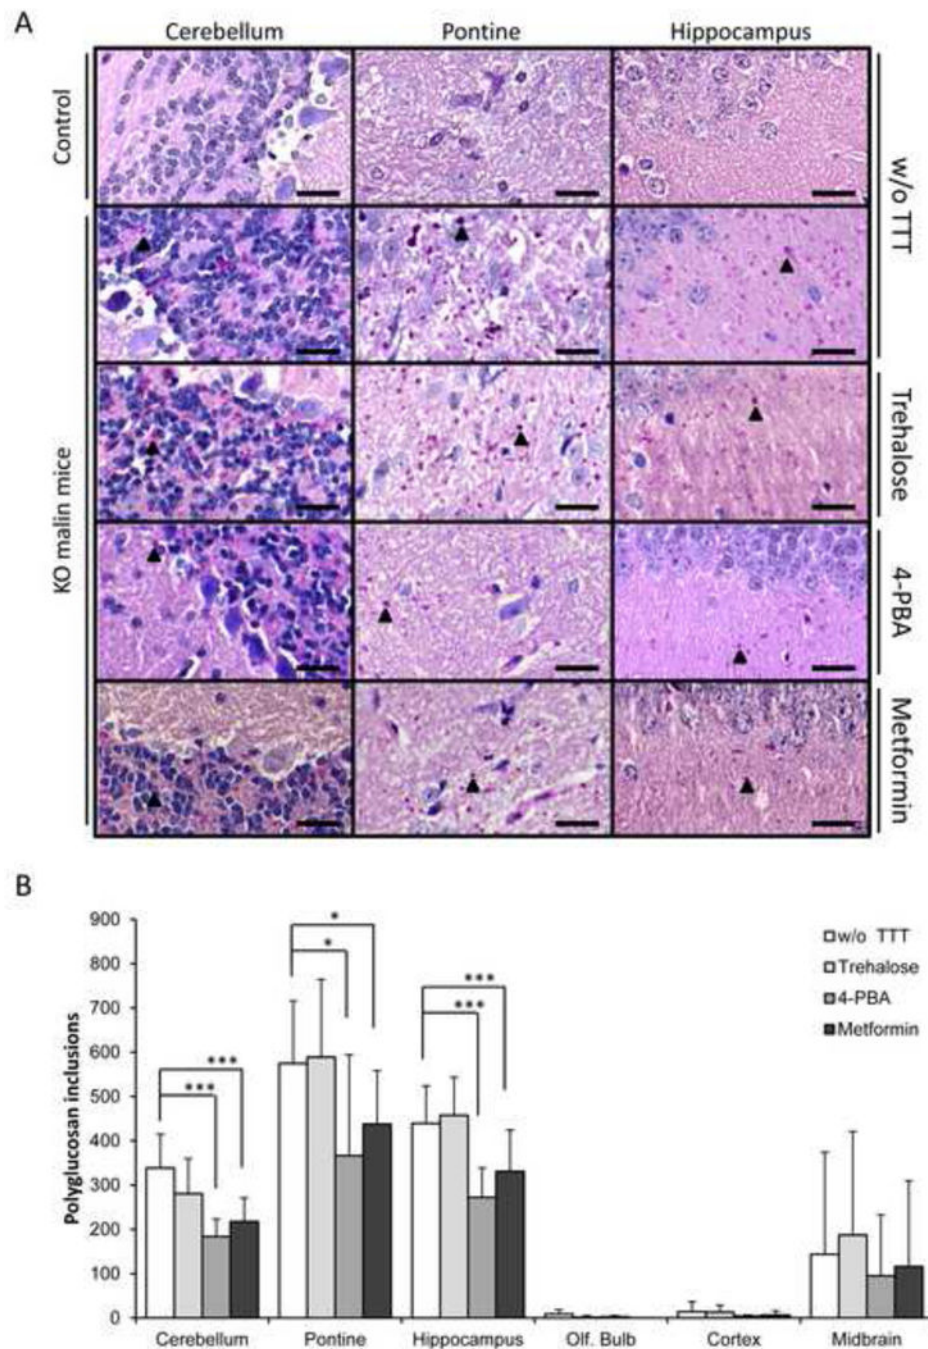 A
Cerebellum Pontine Hippocampus
Control
w/o TTT
KO malin mice
Trehalose
4-PBA
Metformin
B
Polyglucosan inclusions
900
800
700
600
500
400
300
200
100
0
*
*
***
***
***
***
w/o TTT
Trehalose
4-PBA
Metformin
Cerebellum Pontine Hippocampus Olf. Bulb Cortex Midbrain